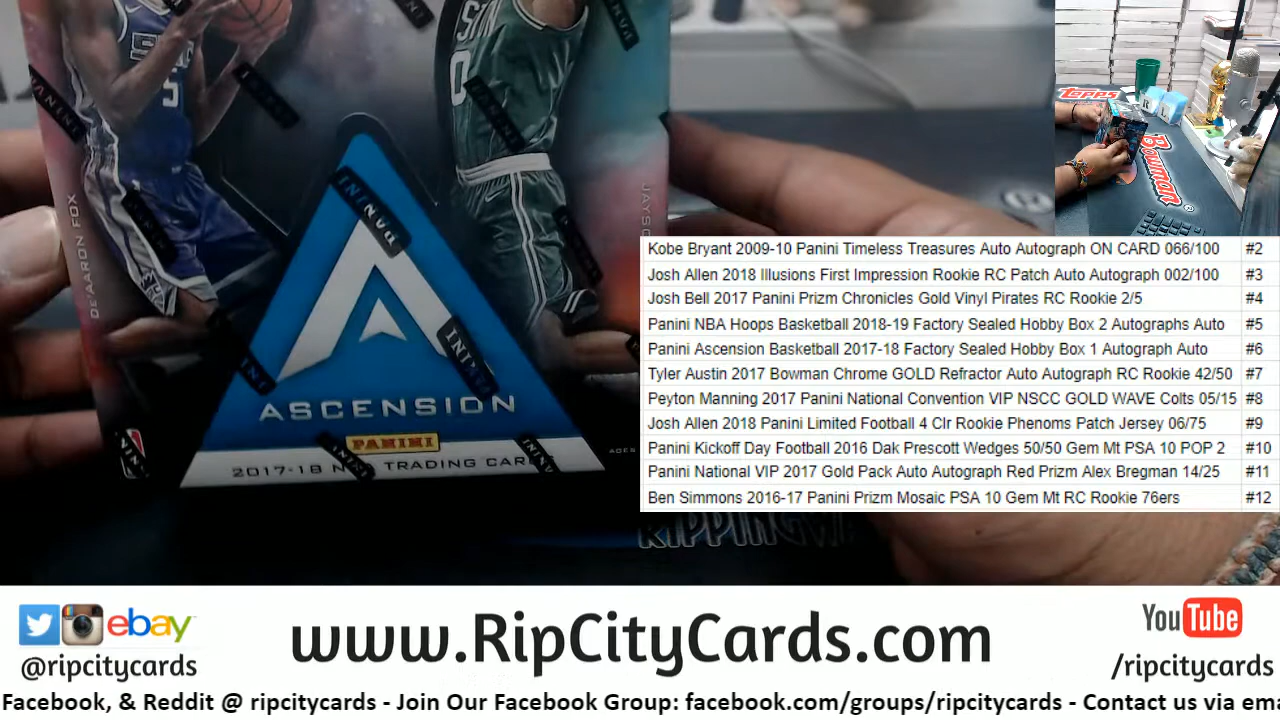 PANINI
PANINI
5
0
DE'AARON FOX
JAYSO
PANINI
PANINI
ASCENSION
PANINI
2017-18 N TRADING CARDS
AGES
RIPPINGW
TOPPS
Bowman
Kobe Bryant 2009-10 Panini Timeless Treasures Auto Autograph ON CARD 066/100 #2
Josh Allen 2018 Illusions First Impression Rookie RC Patch Auto Autograph 002/100 #3
Josh Bell 2017 Panini Prizm Chronicles Gold Vinyl Pirates RC Rookie 2/5 #4
Panini NBA Hoops Basketball 2018-19 Factory Sealed Hobby Box 2 Autographs Auto #5
Panini Ascension Basketball 2017-18 Factory Sealed Hobby Box 1 Autograph Auto #6
Tyler Austin 2017 Bowman Chrome GOLD Refractor Auto Autograph RC Rookie 42/50 #7
Peyton Manning 2017 Panini National Convention VIP NSCC GOLD WAVE Colts 05/15 #8
Josh Allen 2018 Panini Limited Football 4 Clr Rookie Phenoms Patch Jersey 06/75 #9
Panini Kickoff Day Football 2016 Dak Prescott Wedges 50/50 Gem Mt PSA 10 POP 2 #10
Panini National VIP 2017 Gold Pack Auto Autograph Red Prizm Alex Bregman 14/25 #11
Ben Simmons 2016-17 Panini Prizm Mosaic PSA 10 Gem Mt RC Rookie 76ers #12
ebay
@ripcitycards
www.RipCityCards.com
YouTube
/ripcitycards
Facebook, & Reddit @ ripcitycards - Join Our Facebook Group: facebook.com/groups/ripcitycards - Contact us via ema